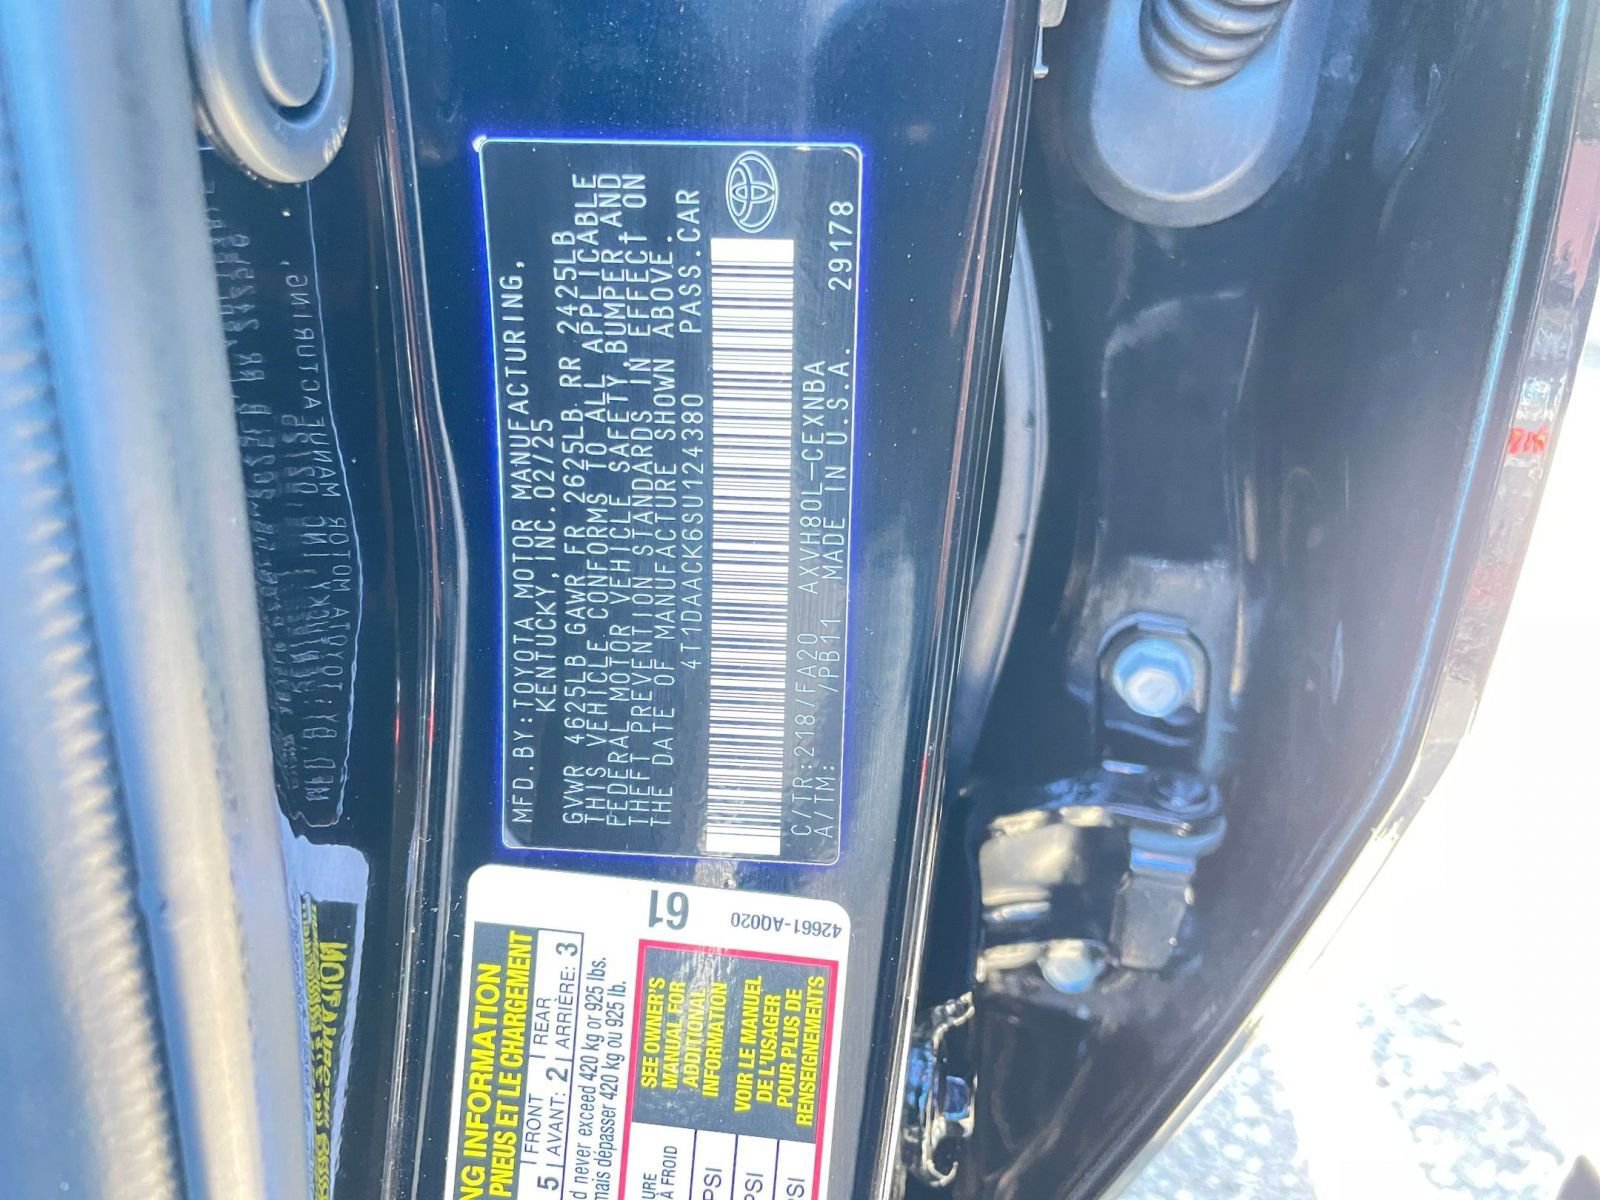 MFD.BY:TOYOTA MOTOR MANUFACTURING,
KENTUCKY,INC.02/25
GVWR 4625LB GAWR FR 2625LB RR 2425LB
THIS VEHICLE CONFORMS TO ALL APPLICABLE
FEDERAL MOTOR VEHICLE SAFETY, BUMPER, AND
THEFT PREVENTION STANDARDS IN EFFECT ON
THE DATE OF MANUFACTURE SHOWN ABOVE.
4T1DAACK6SU124380 PASS.CAR
C/TR:218/FA20 AXVH80L-CEXNBA
A/TM: /PB11 MADE IN U.S.A. 29178
NG INFORMATION
PNEUS ET LE CHARGEMENT
5 FRONT REAR
AVANT: 2 ARRIÈRE: 3
d never exceed 420 kg or 925 lbs.
mais dépasser 420 kg ou 925 lb.
61
42661-AQ020
SEE OWNER'S
MANUAL FOR
ADDITIONAL
INFORMATION
VOIR LE MANUEL
DE L'USAGER
POUR PLUS DE
RENSEIGNEMENTS
URE
À FROID
PSI
PSI
PSI